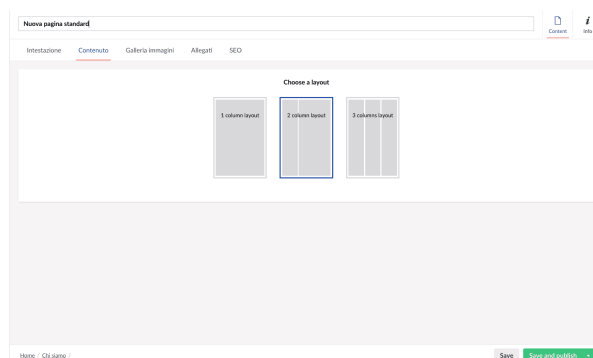 Nuova pagina standard
Content
Info
Intestazione Contenuto Galleria immagini Allegati SEO
Choose a layout
1 column layout 2 column layout 3 columns layout
Home / Chi siamo /
Save Save and publish